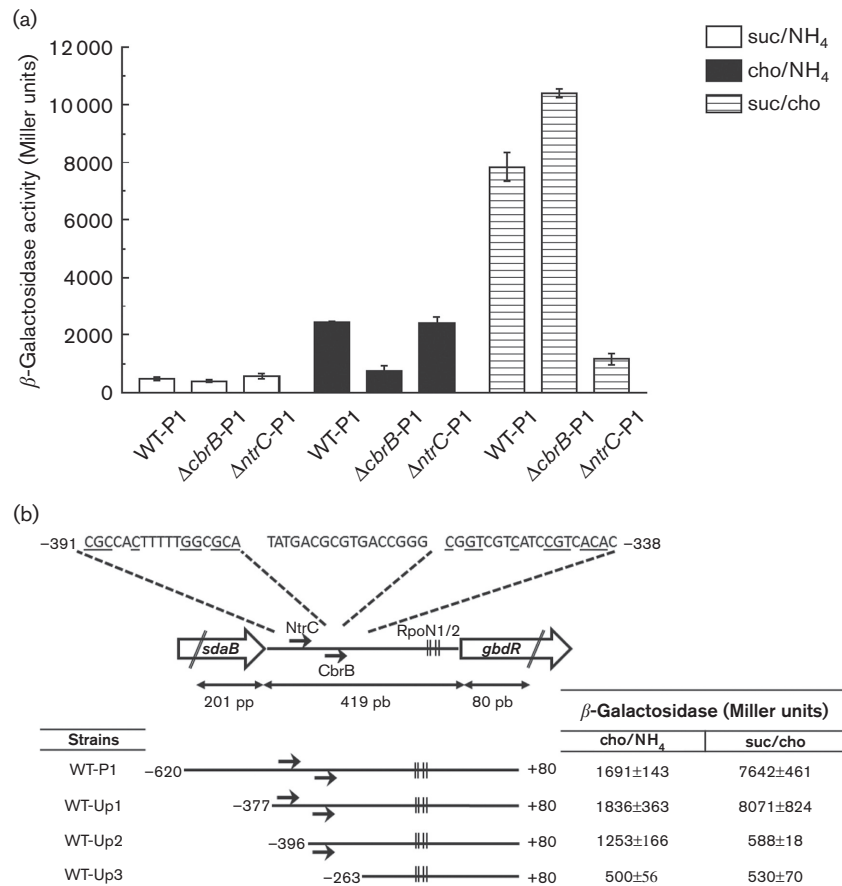 (a)
12 000
10 000
8000
6000
4000
2000
0
β-Galactosidase activity (Miller units)
WT-P1
ΔcbrB-P1
ΔntrC-P1
WT-P1
ΔcbrB-P1
ΔntrC-P1
WT-P1
ΔcbrB-P1
ΔntrC-P1
suc/NH₄
cho/NH₄
suc/cho
(b)
−391 CGCCACTTTTTGGCGCA TATGACGCGTGACCGGG CGGTCGTCATCCGTCACAC −338
NtrC
RpoN1/2
sdaB
gbdR
CbrB
201 pp 419 pb 80 pb
β-Galactosidase (Miller units)
Strains cho/NH₄ suc/cho
WT-P1 −620 +80 1691±143 7642±461
WT-Up1 −377 +80 1836±363 8071±824
WT-Up2 −396 +80 1253±166 588±18
WT-Up3 −263 +80 500±56 530±70